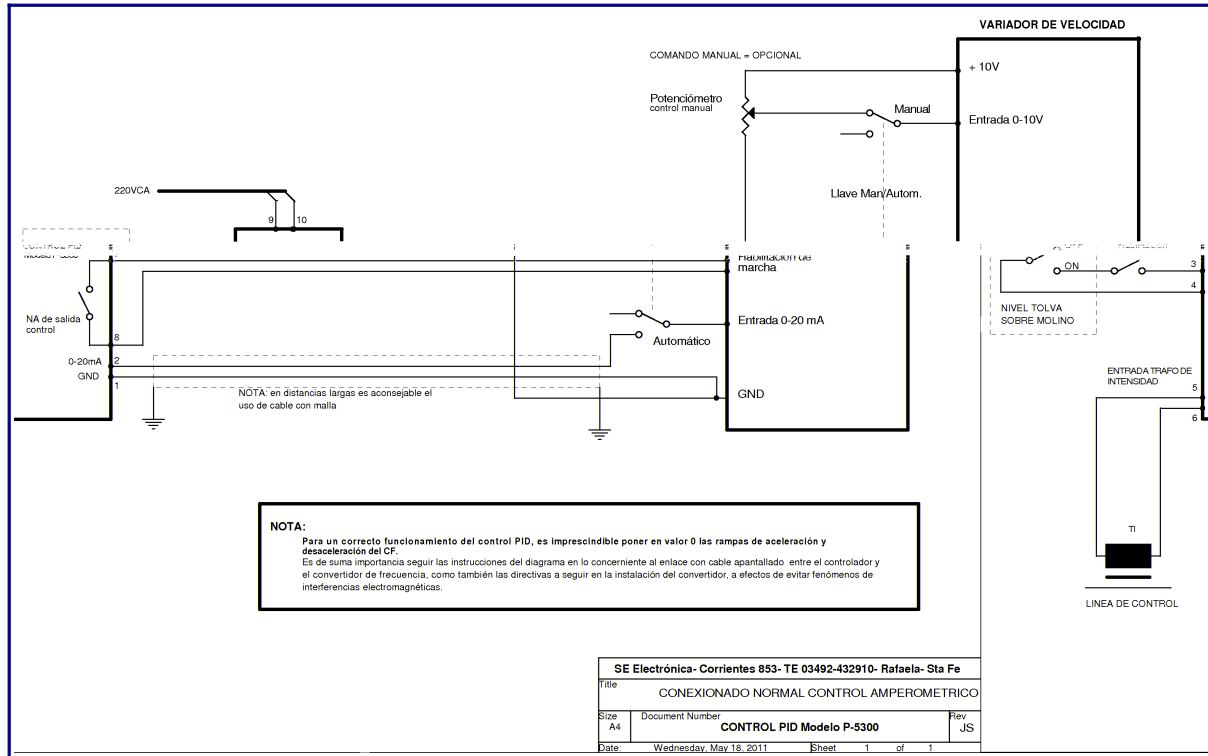 VARIADOR DE VELOCIDAD
COMANDO MANUAL = OPCIONAL
+ 10V
Potenciómetro
control manual
Manual
Entrada 0-10V
220VCA
Llave Man/Autom.
9 10
marcha
ON
3
4
NIVEL TOLVA
SOBRE MOLINO
NA de salida
control
8
Entrada 0-20 mA
Automático
0-20mA
2
GND
1
NOTA: en distancias largas es aconsejable el
uso de cable con malla
GND
ENTRADA TRAFO DE
INTENSIDAD
5
6
TI
LINEA DE CONTROL
NOTA:
Para un correcto funcionamiento del control PID, es imprescindible poner en valor 0 las rampas de aceleración y
desaceleración del CF.
Es de suma importancia seguir las instrucciones del diagrama en lo concerniente al enlace con cable apantallado entre el controlador y
el convertidor de frecuencia, como también las directivas a seguir en la instalación del convertidor, a efectos de evitar fenómenos de
interferencias electromagnéticas.
SE Electrónica- Corrientes 853- TE 03492-432910- Rafaela- Sta Fe
Title
CONEXIONADO NORMAL CONTROL AMPEROMETRICO
Size
A4
Document Number
CONTROL PID Modelo P-5300
Rev
JS
Date: Wednesday, May 18, 2011 Sheet 1 of 1